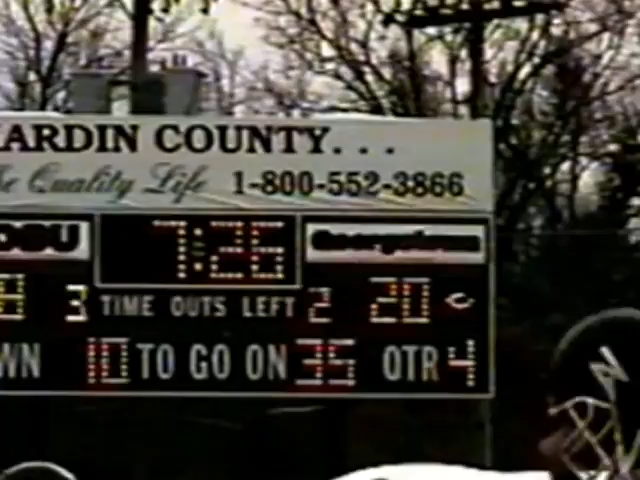 ARDIN COUNTY...
Quality Life 1-800-552-3866
7:26 Georgetown
3 TIME OUTS LEFT 2 20
WN 10 TO GO ON 35 QTR 4